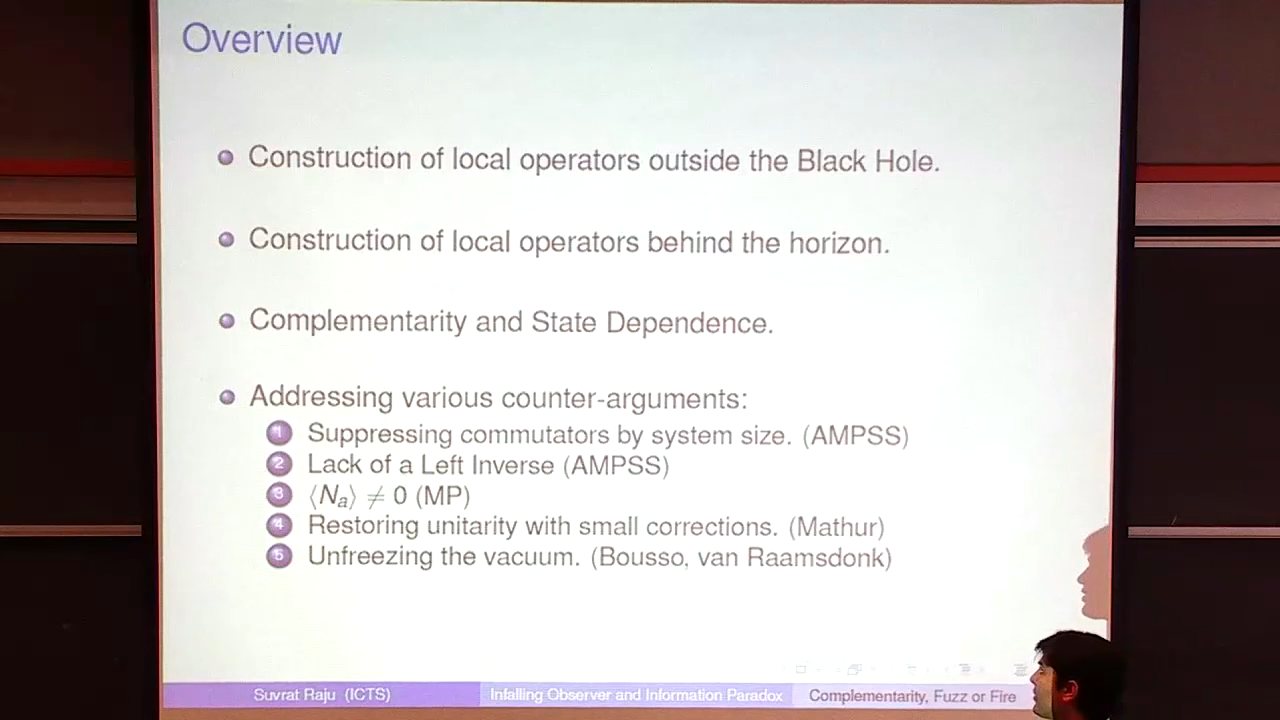 Overview
Construction of local operators outside the Black Hole.
Construction of local operators behind the horizon.
Complementarity and State Dependence.
Addressing various counter-arguments:
1 Suppressing commutators by system size. (AMPSS)
2 Lack of a Left Inverse (AMPSS)
3 ⟨Nₐ⟩ ≠ 0 (MP)
4 Restoring unitarity with small corrections. (Mathur)
5 Unfreezing the vacuum. (Bousso, van Raamsdonk)
Suvrat Raju (ICTS) Infalling Observer and Information Paradox Complementarity, Fuzz or Fire